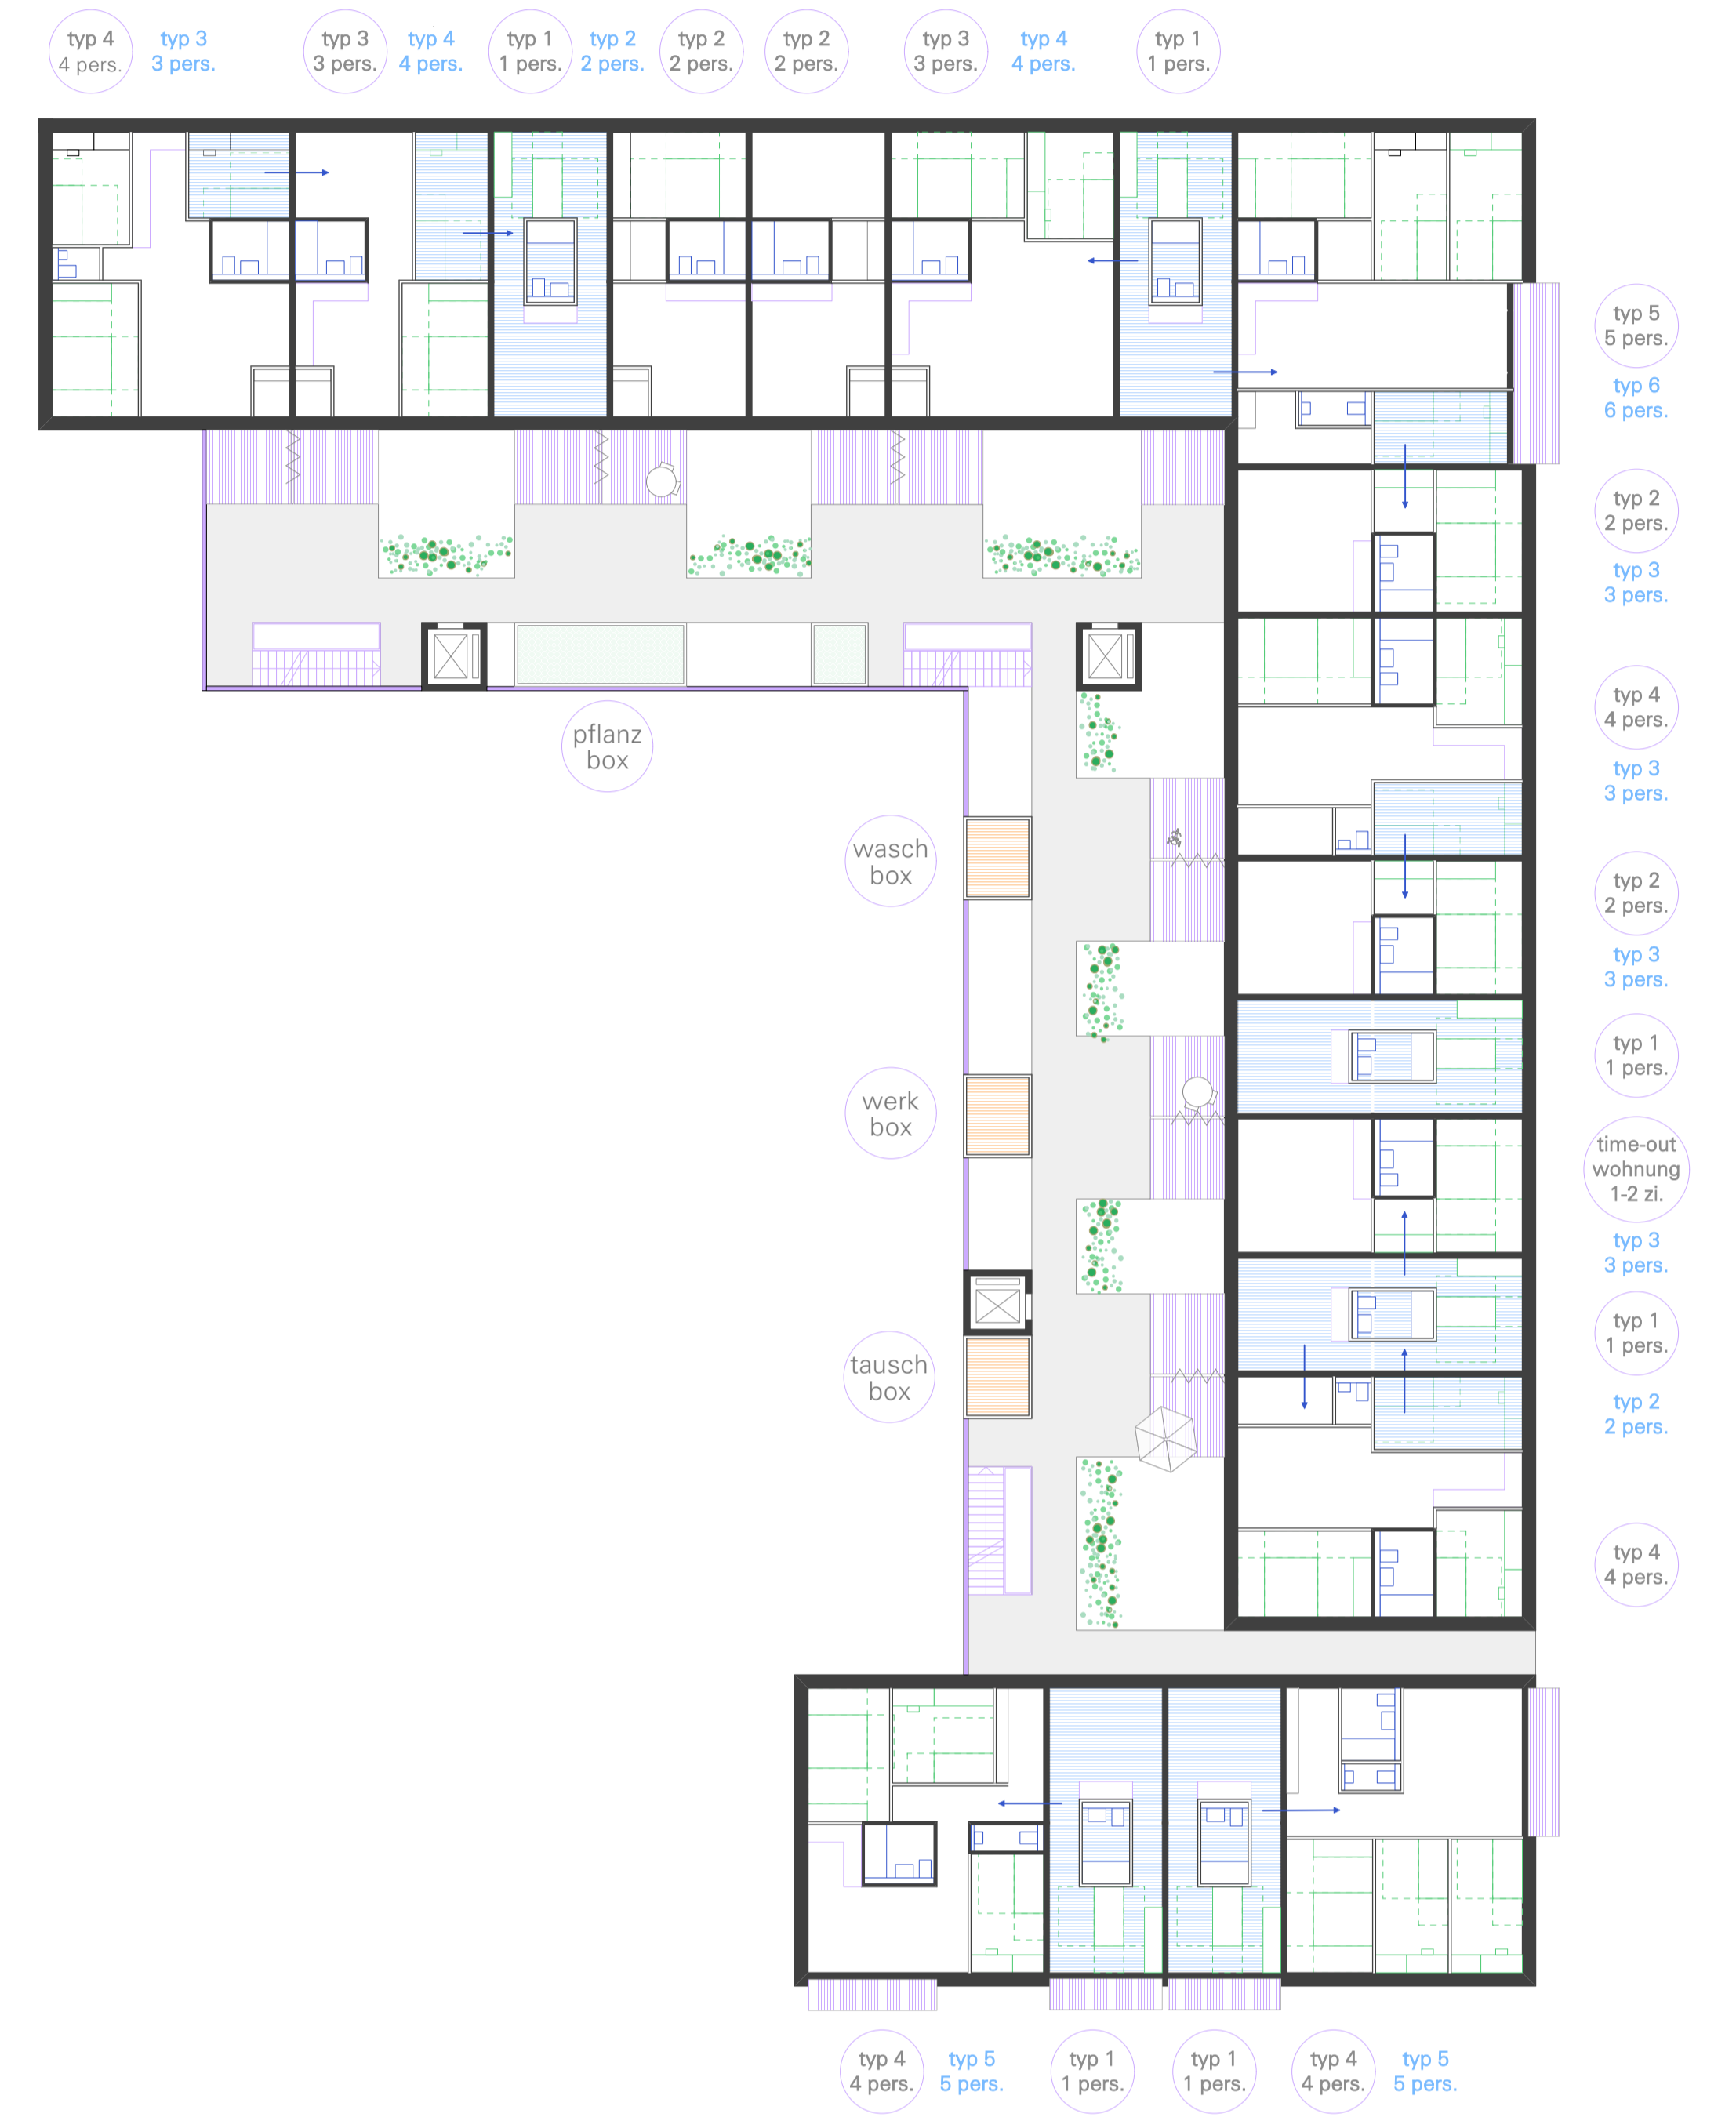 typ 4
4 pers.
typ 3
3 pers.
typ 3
3 pers.
typ 4
4 pers.
typ 1
1 pers.
typ 2
2 pers.
typ 2
2 pers.
typ 2
2 pers.
typ 3
3 pers.
typ 4
4 pers.
typ 1
1 pers.
typ 5
5 pers.
typ 6
6 pers.
typ 2
2 pers.
typ 3
3 pers.
typ 4
4 pers.
typ 3
3 pers.
pflanz
box
wasch
box
typ 2
2 pers.
typ 3
3 pers.
typ 1
1 pers.
werk
box
time-out
wohnung
1-2 zi.
typ 3
3 pers.
typ 1
1 pers.
tausch
box
typ 2
2 pers.
typ 4
4 pers.
typ 4
4 pers.
typ 5
5 pers.
typ 1
1 pers.
typ 1
1 pers.
typ 4
4 pers.
typ 5
5 pers.